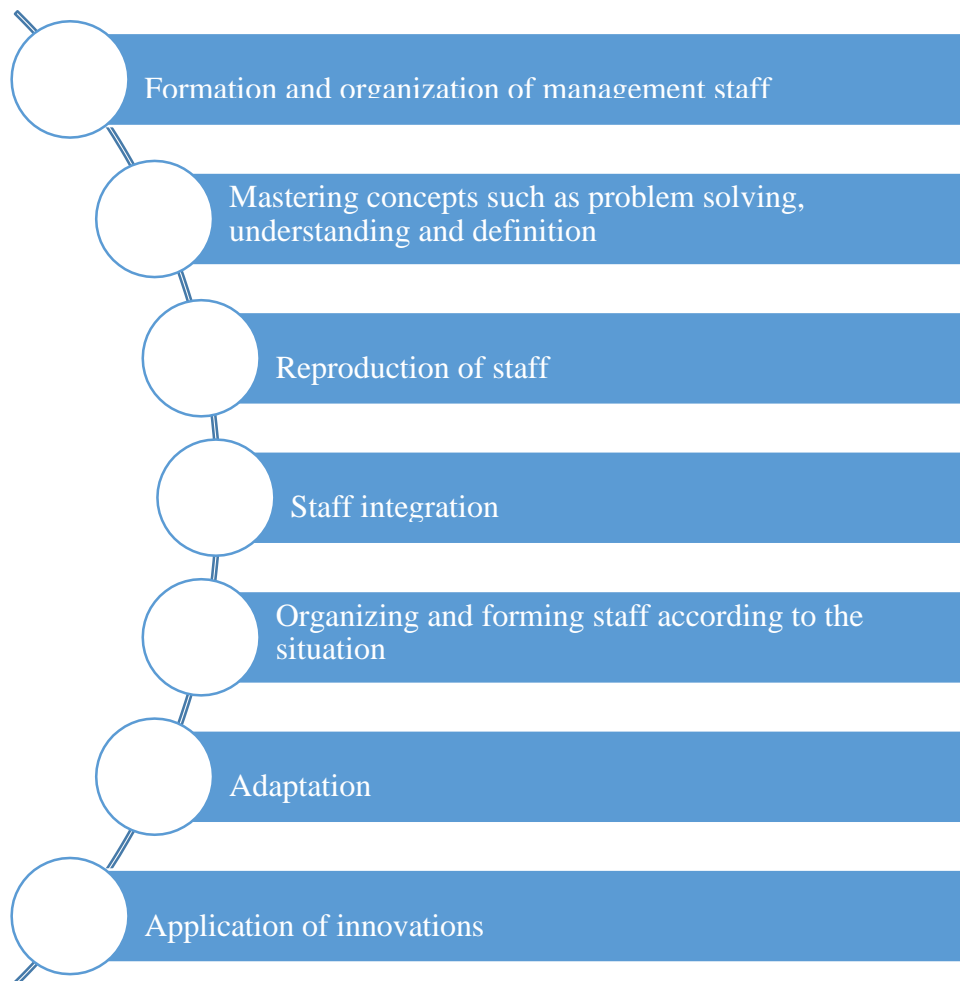 Formation and organization of management staff
Mastering concepts such as problem solving,
understanding and definition
Reproduction of staff
Staff integration
Organizing and forming staff according to the
situation
Adaptation
Application of innovations